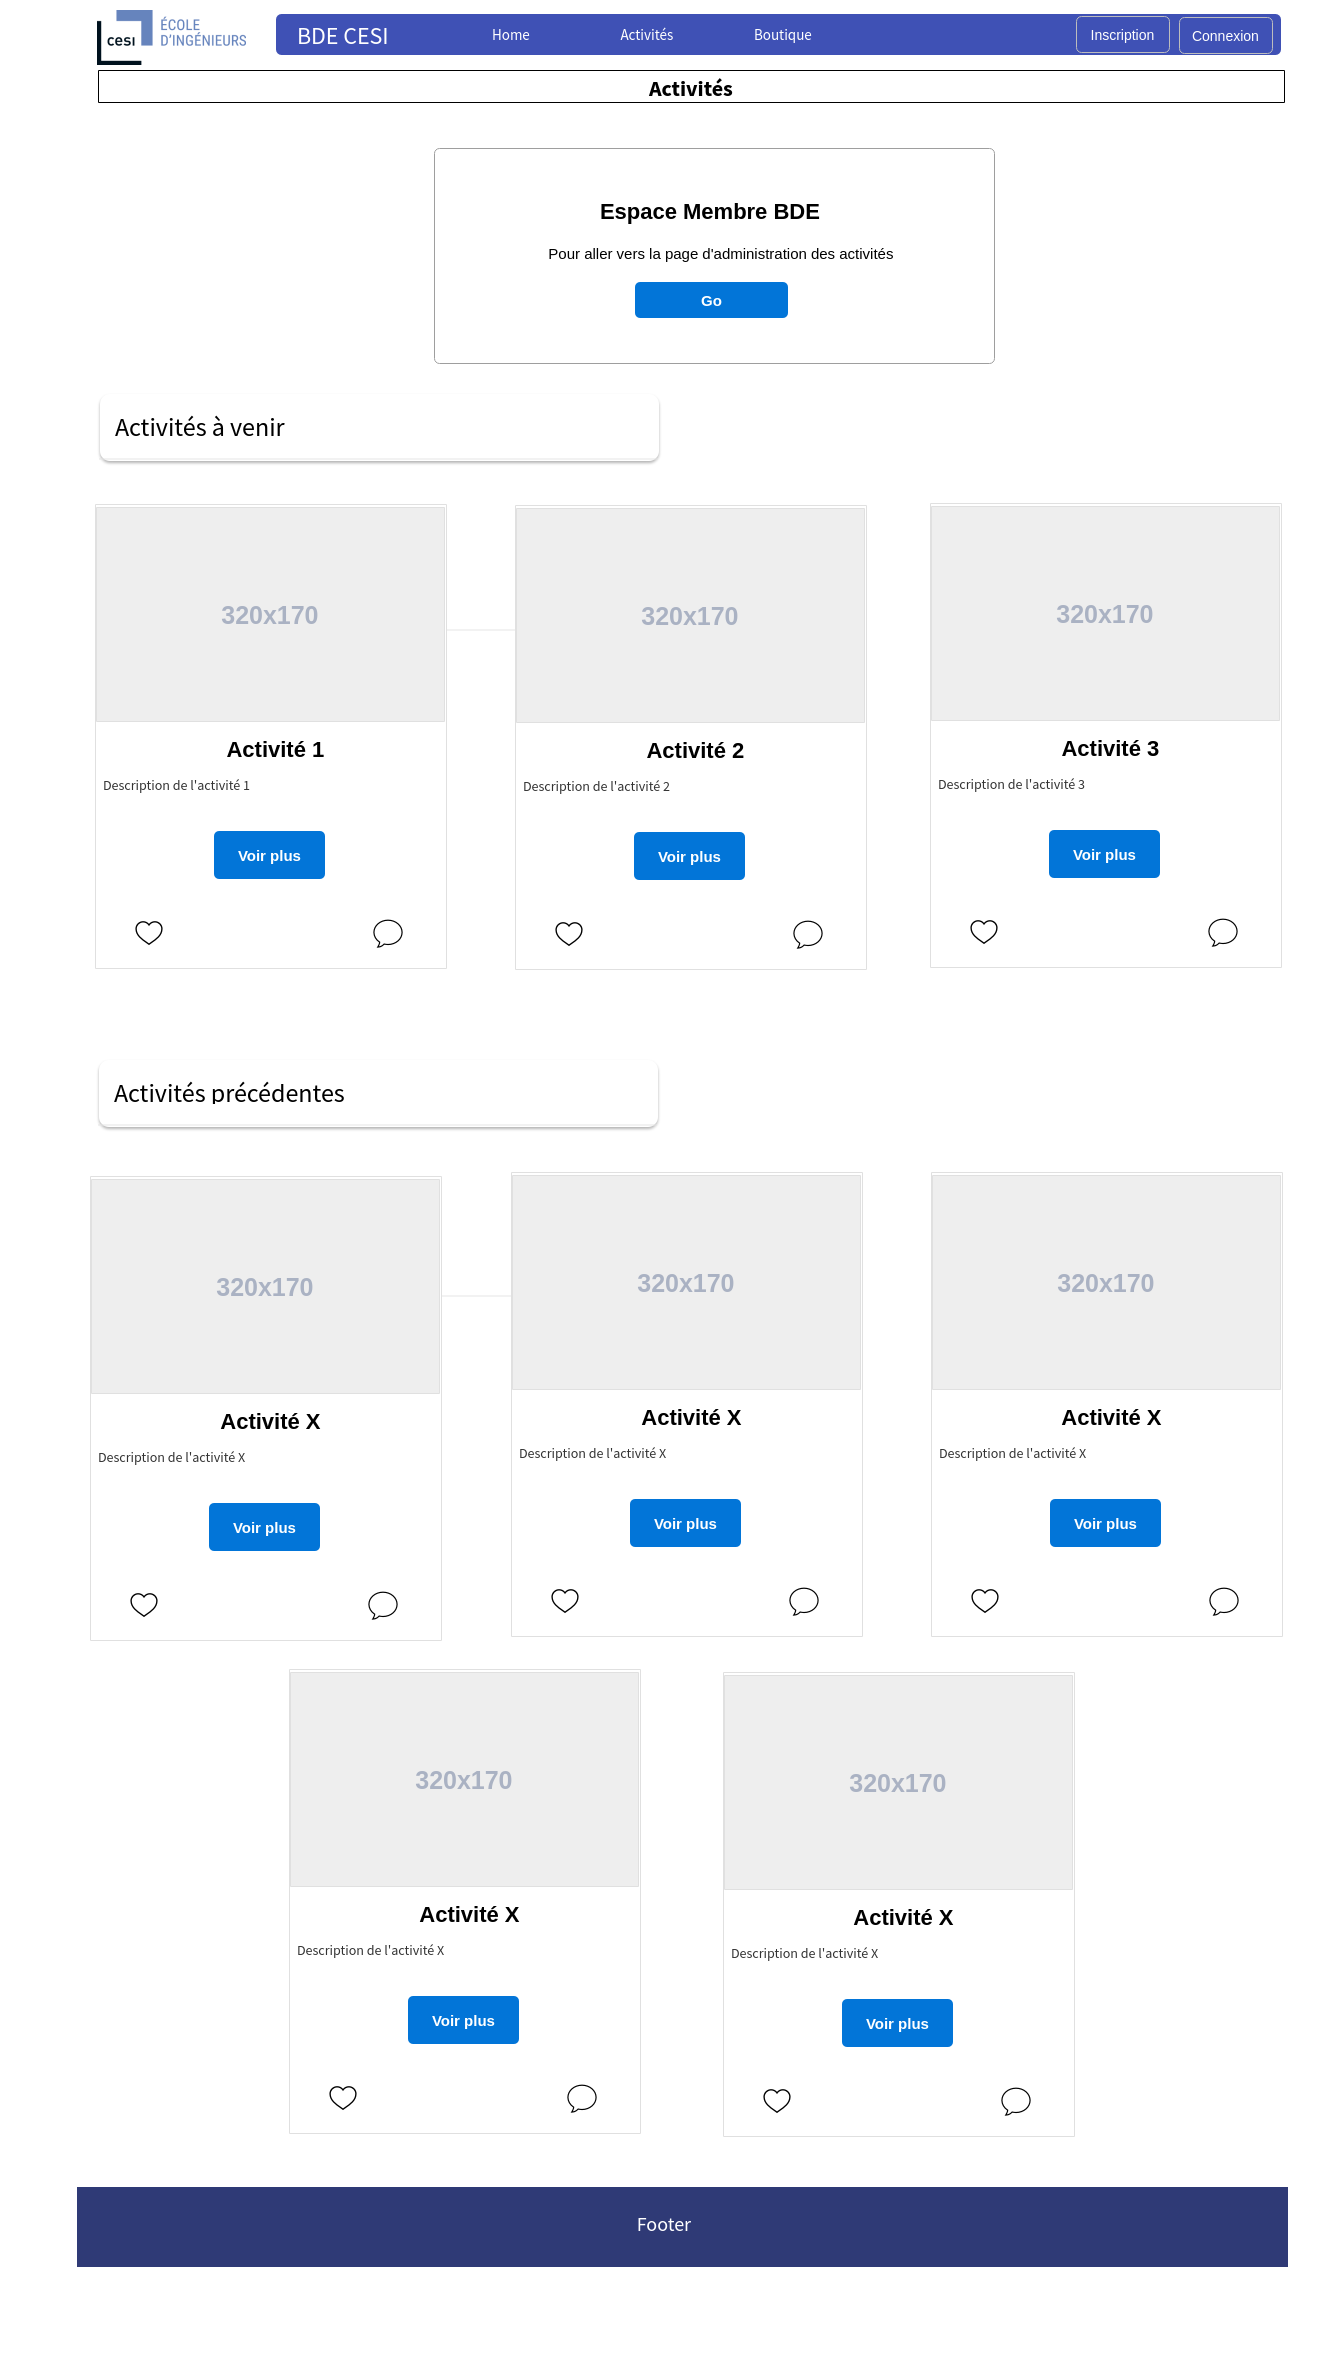 ÉCOLE
D'INGÉNIEURS
cesi
BDE CESI
Home
Activités
Boutique
Inscription
Connexion
Activités
Espace Membre BDE
Pour aller vers la page d'administration des activités
Go
Activités à venir
320x170
320x170
320x170
Activité 1
Activité 2
Activité 3
Description de l'activité 1
Description de l'activité 2
Description de l'activité 3
Voir plus
Voir plus
Voir plus
Activités précédentes
320x170
320x170
320x170
Activité X
Activité X
Activité X
Description de l'activité X
Description de l'activité X
Description de l'activité X
Voir plus
Voir plus
Voir plus
320x170
320x170
Activité X
Activité X
Description de l'activité X
Description de l'activité X
Voir plus
Voir plus
Footer